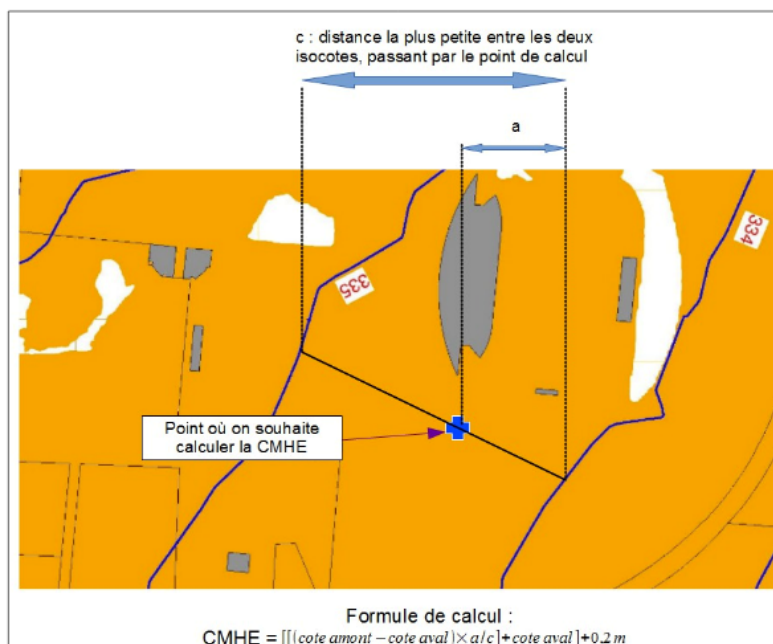 c : distance la plus petite entre les deux
isocotes, passant par le point de calcul
a
334
335
Point où on souhaite
calculer la CMHE
Formule de calcul :
CMHE = [[[(cote amont – cote aval)×a/c]+cote aval]+0,2 m